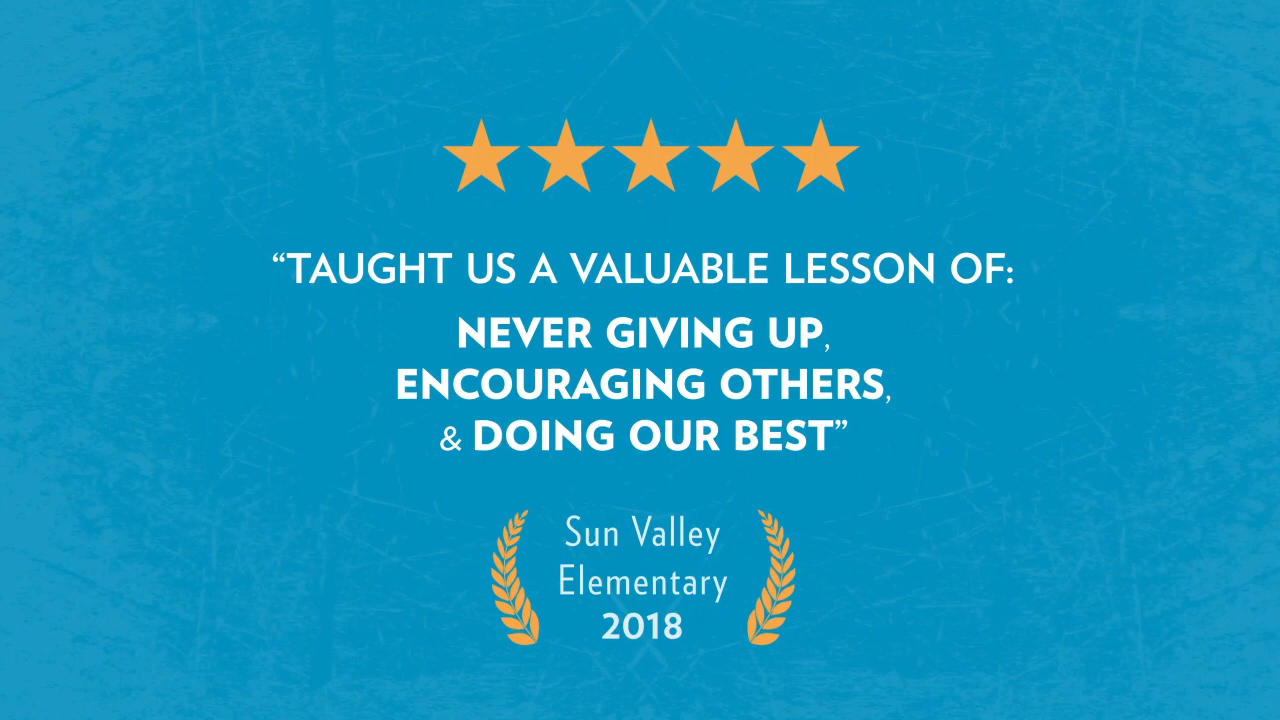 “TAUGHT US A VALUABLE LESSON OF:
NEVER GIVING UP,
ENCOURAGING OTHERS,
& DOING OUR BEST”
Sun Valley
Elementary
2018